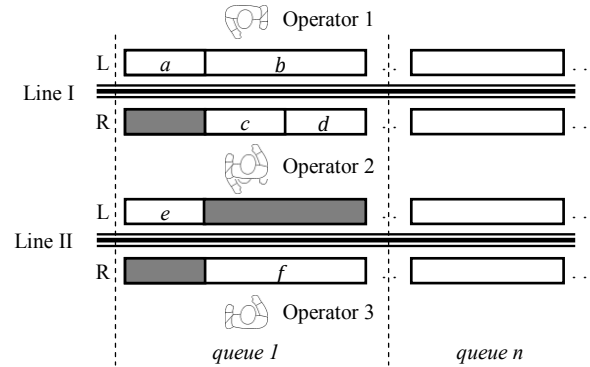 Operator 1
L a b ... . .
Line I
R c d ... . .
Operator 2
L e ... . .
Line II
R f ... . .
Operator 3
queue 1 queue n